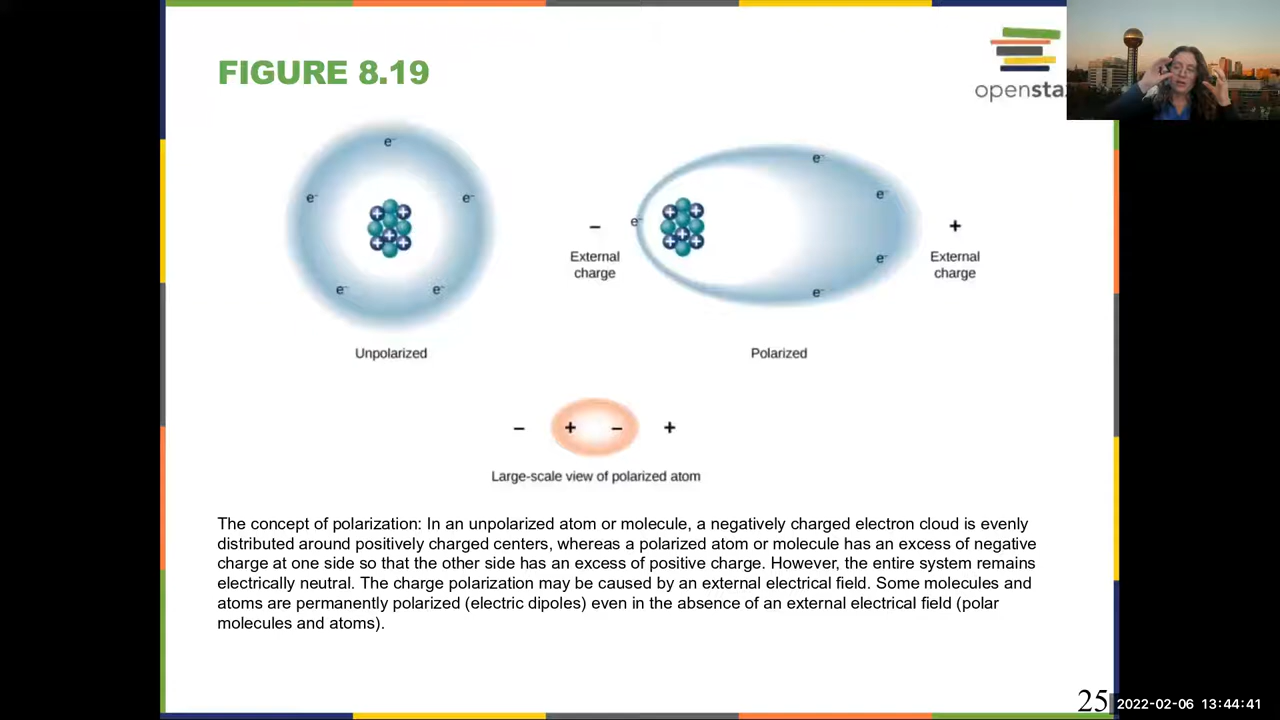 FIGURE 8.19
opensta
e⁻
e⁻
e⁻
e⁻
e⁻
+ +
+
+ +
Unpolarized
−
External
charge
e⁻
e⁻
e⁻
e⁻
e⁻
+ +
+
+ +
+
External
charge
Polarized
− + − +
Large-scale view of polarized atom
The concept of polarization: In an unpolarized atom or molecule, a negatively charged electron cloud is evenly
distributed around positively charged centers, whereas a polarized atom or molecule has an excess of negative
charge at one side so that the other side has an excess of positive charge. However, the entire system remains
electrically neutral. The charge polarization may be caused by an external electrical field. Some molecules and
atoms are permanently polarized (electric dipoles) even in the absence of an external electrical field (polar
molecules and atoms).
25
2022-02-06 13:44:41